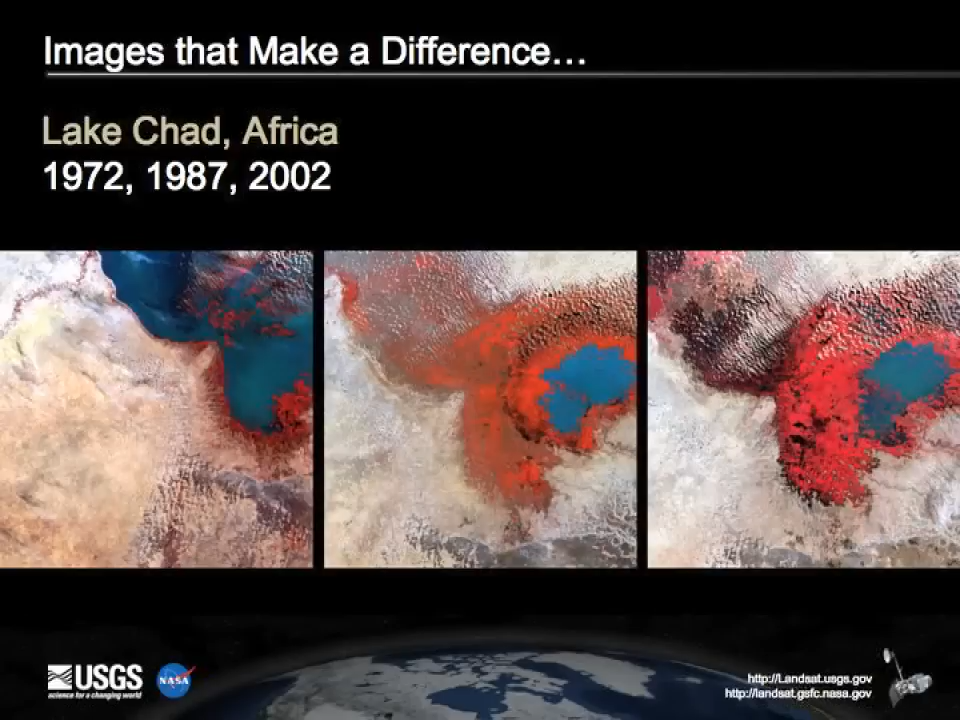 Images that Make a Difference…
Lake Chad, Africa
1972, 1987, 2002
USGS
science for a changing world
NASA
http://Landsat.usgs.gov
http://landsat.gsfc.nasa.gov